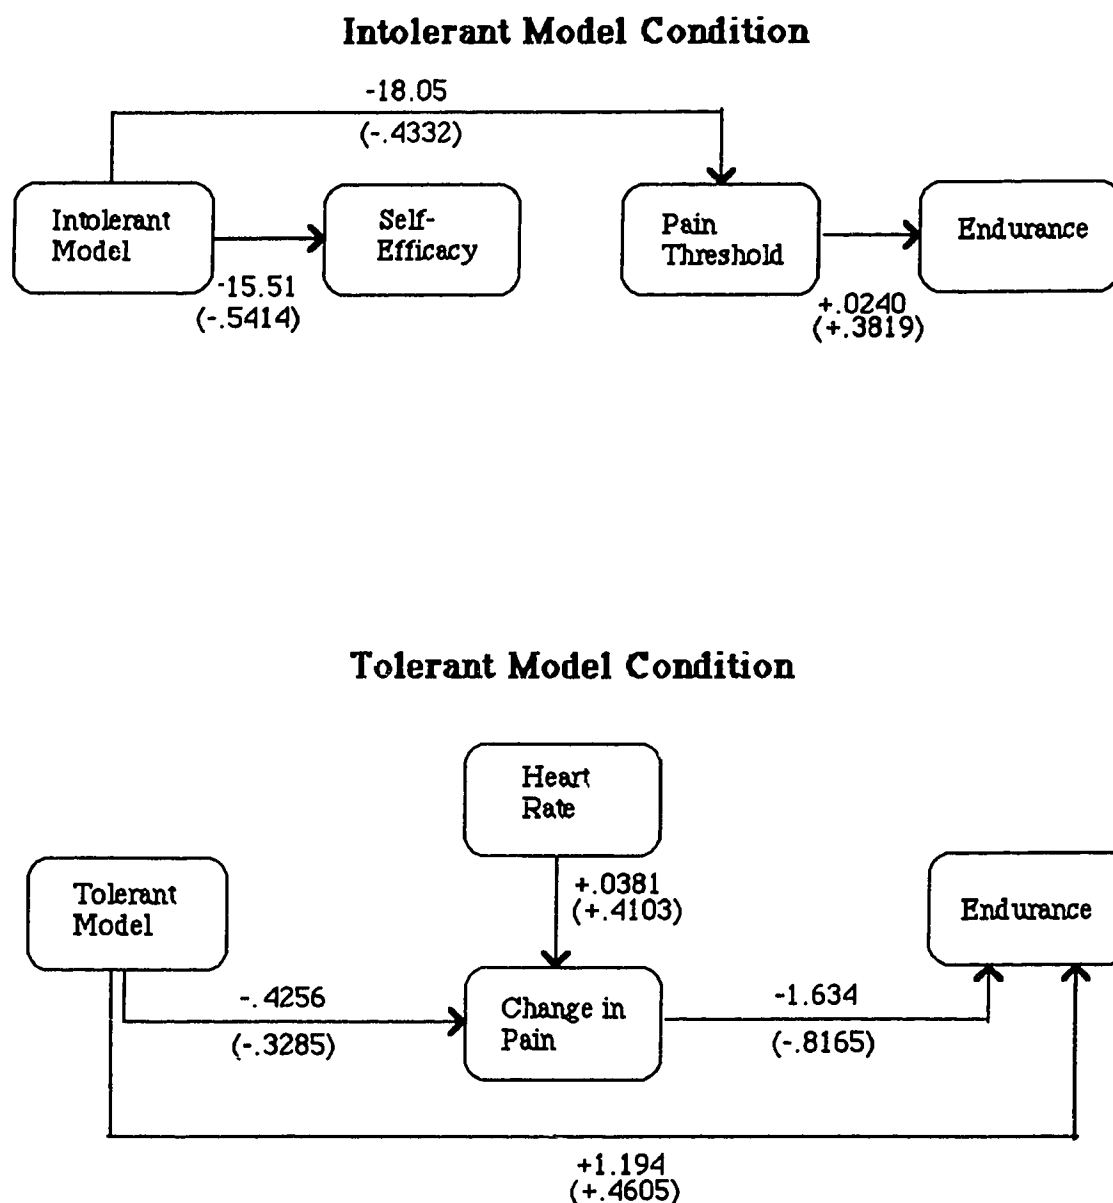 Intolerant Model Condition
-18.05
(-.4332)
Intolerant
Model
Self-
Efficacy
Pain
Threshold
Endurance
-15.51
(-.5414)
+.0240
(+.3819)
Tolerant Model Condition
Heart
Rate
+.0381
(+.4103)
Tolerant
Model
Endurance
-.4256
(-.3285)
Change in
Pain
-1.634
(-.8165)
+1.194
(+.4605)